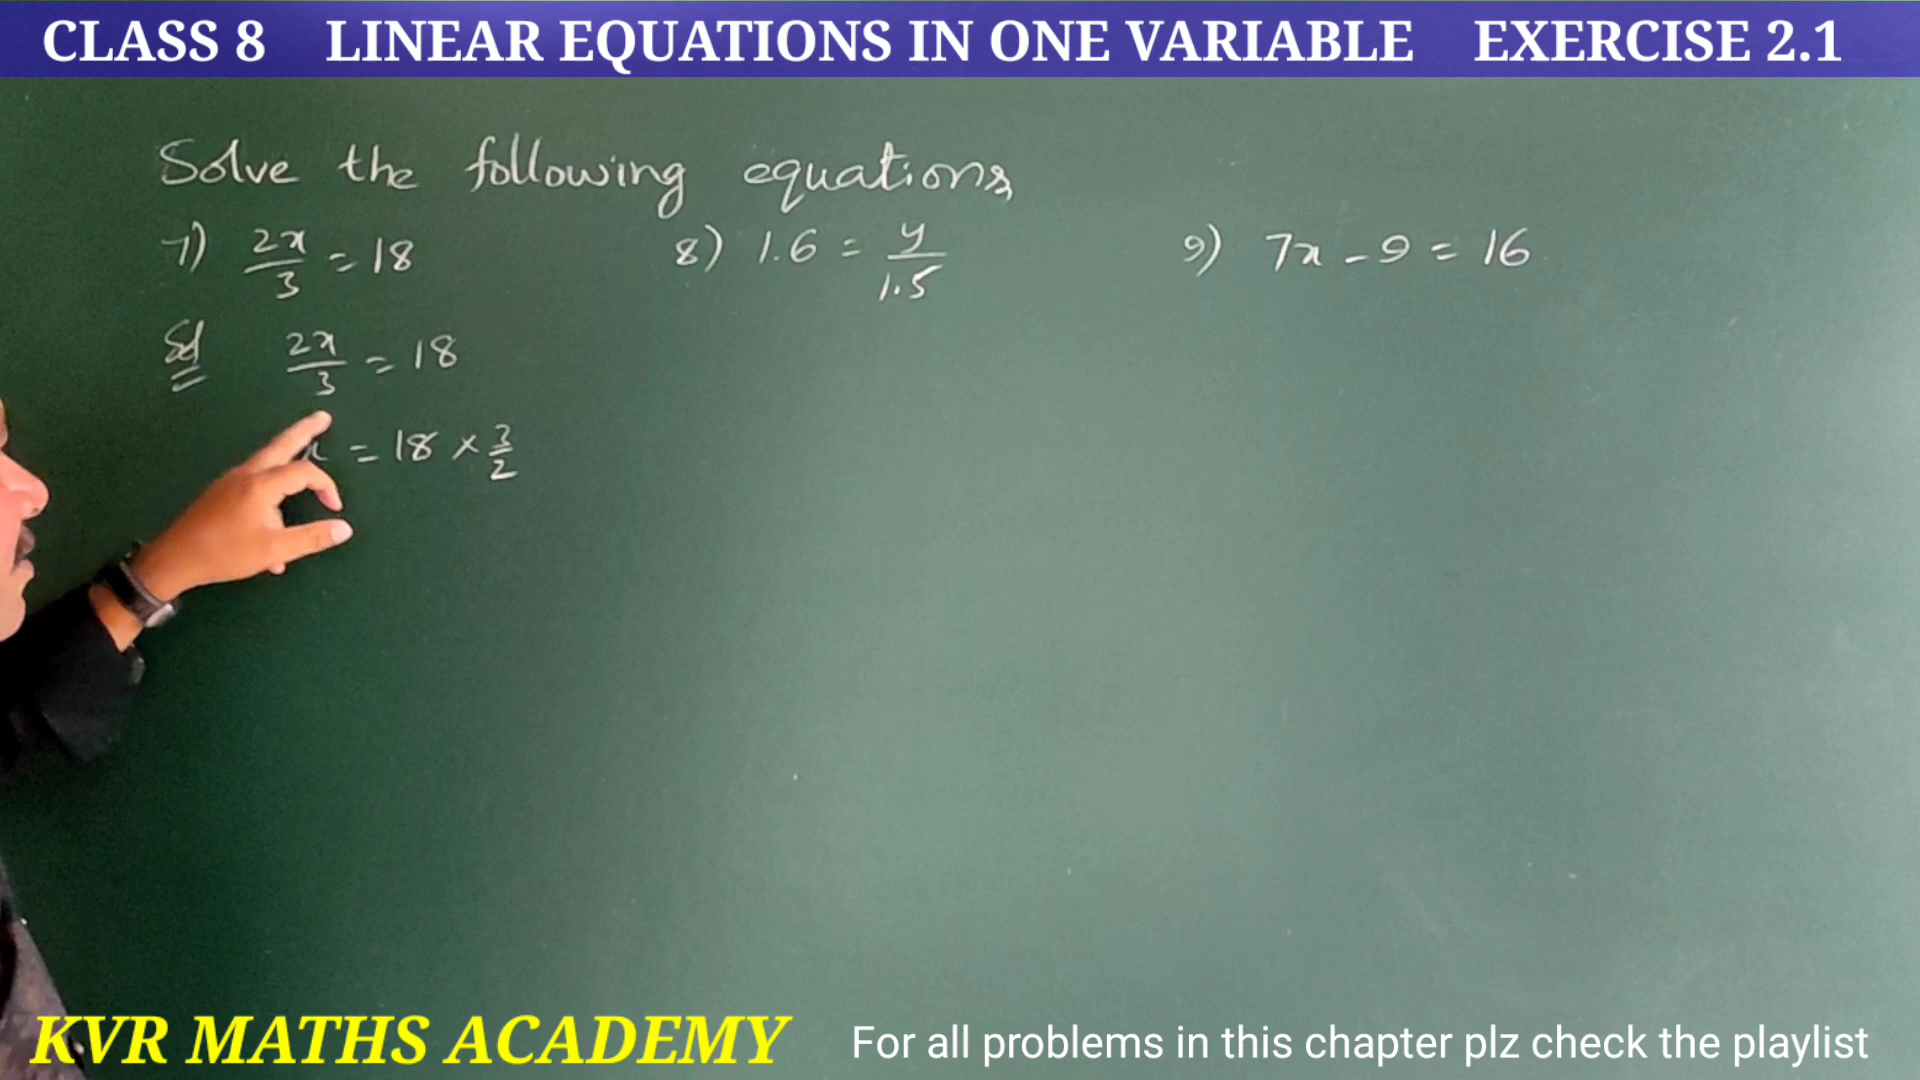 CLASS 8 LINEAR EQUATIONS IN ONE VARIABLE EXERCISE 2.1
Solve the following equations
7) 2x/3 = 18
8) 1.6 = y/1.5
9) 7x - 9 = 16
Sol 2x/3 = 18
x = 18 × 3/2
KVR MATHS ACADEMY
For all problems in this chapter plz check the playlist